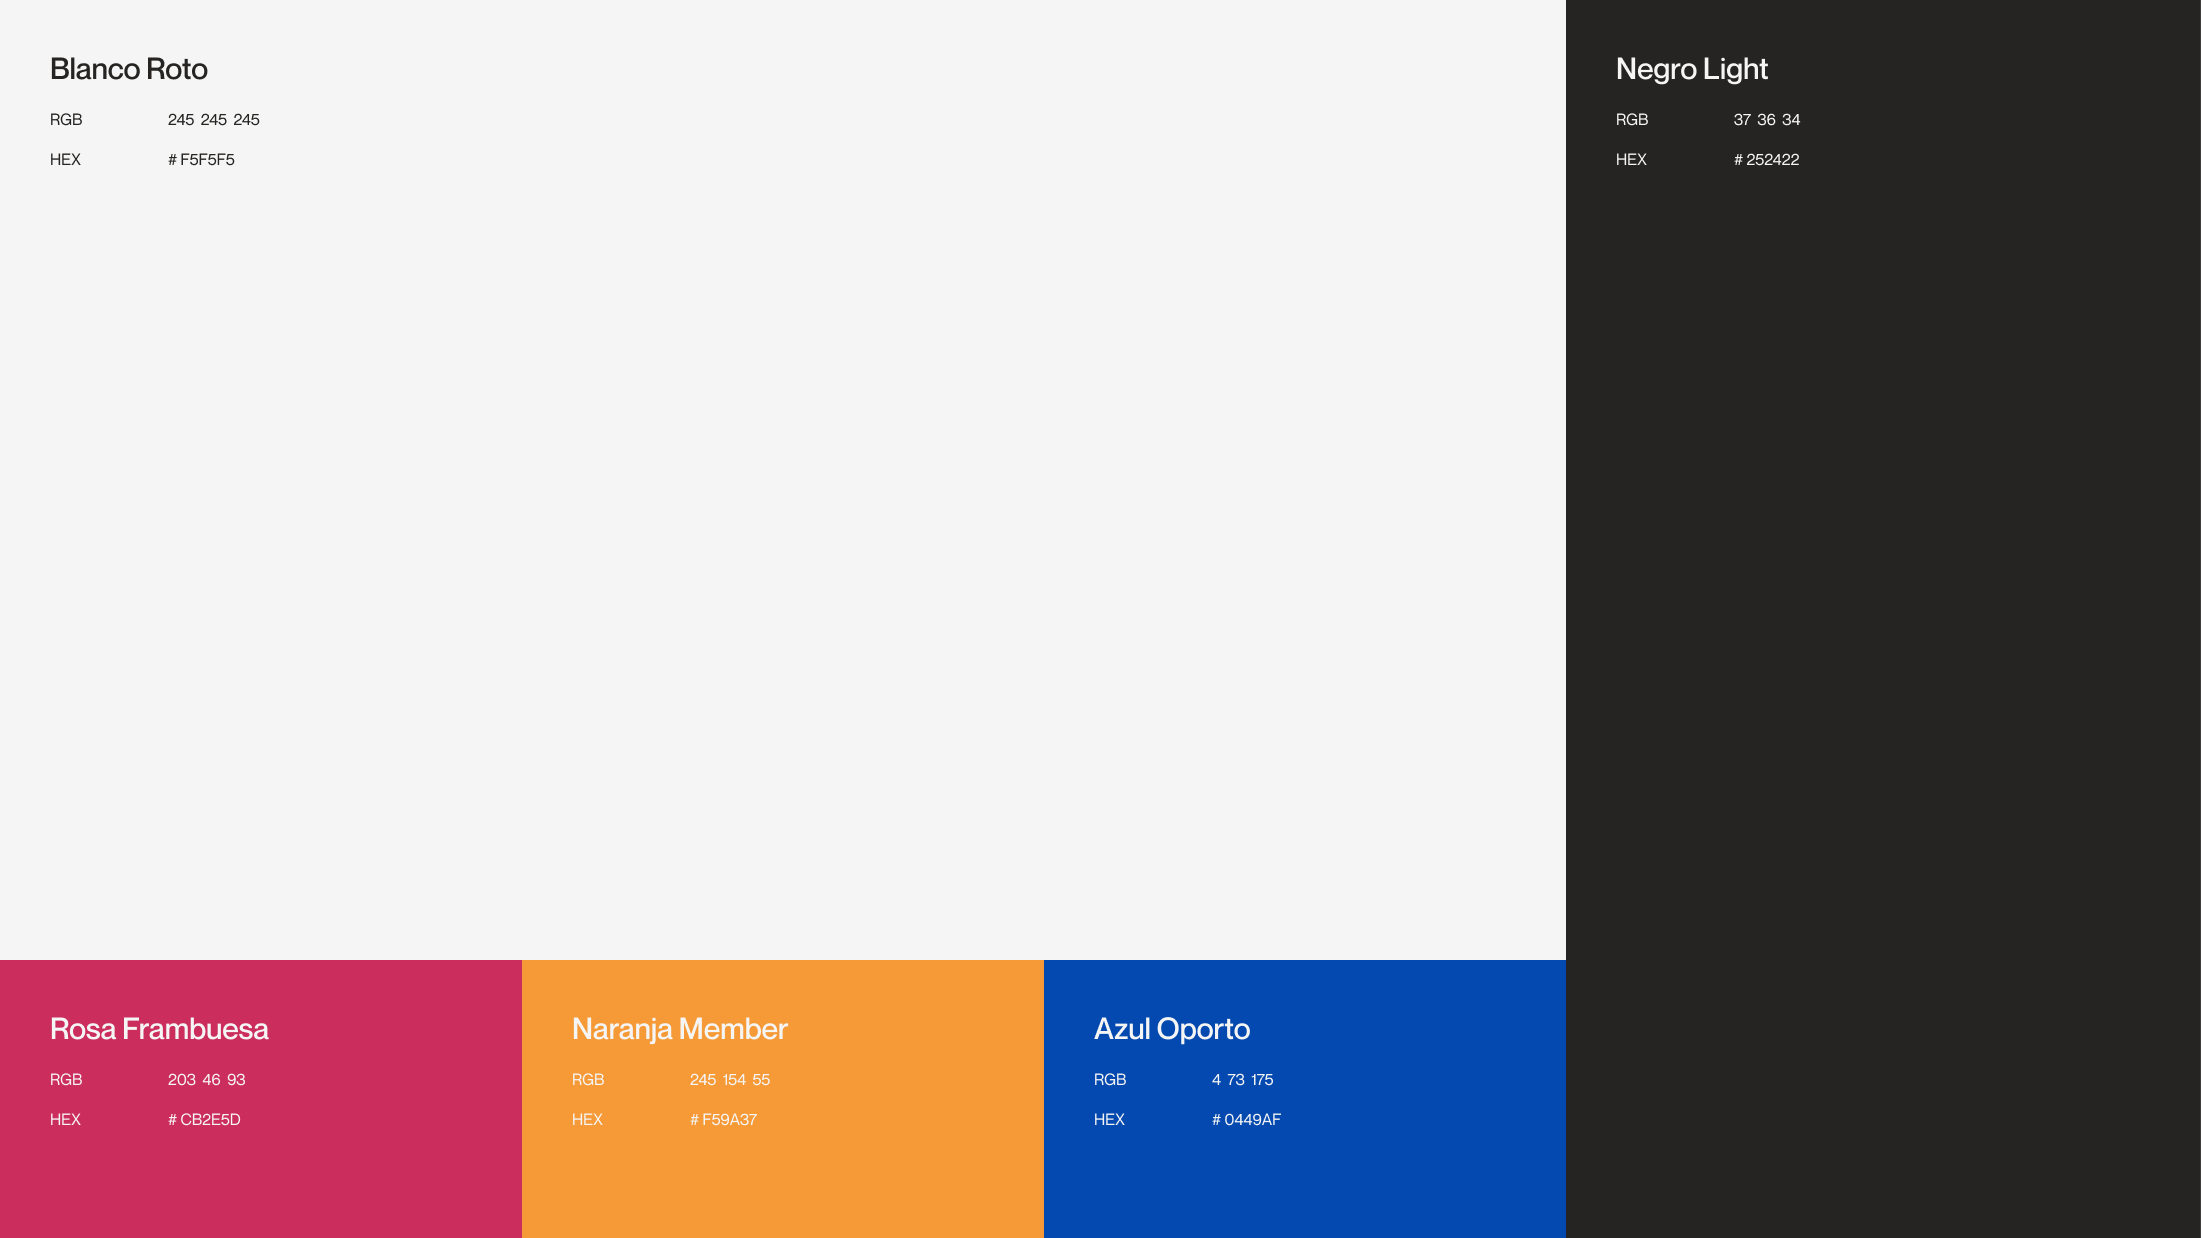 Blanco Roto
RGB 245 245 245
HEX # F5F5F5
Negro Light
RGB 37 36 34
HEX # 252422
Rosa Frambuesa
RGB 203 46 93
HEX # CB2E5D
Naranja Member
RGB 245 154 55
HEX # F59A37
Azul Oporto
RGB 4 73 175
HEX # 0449AF